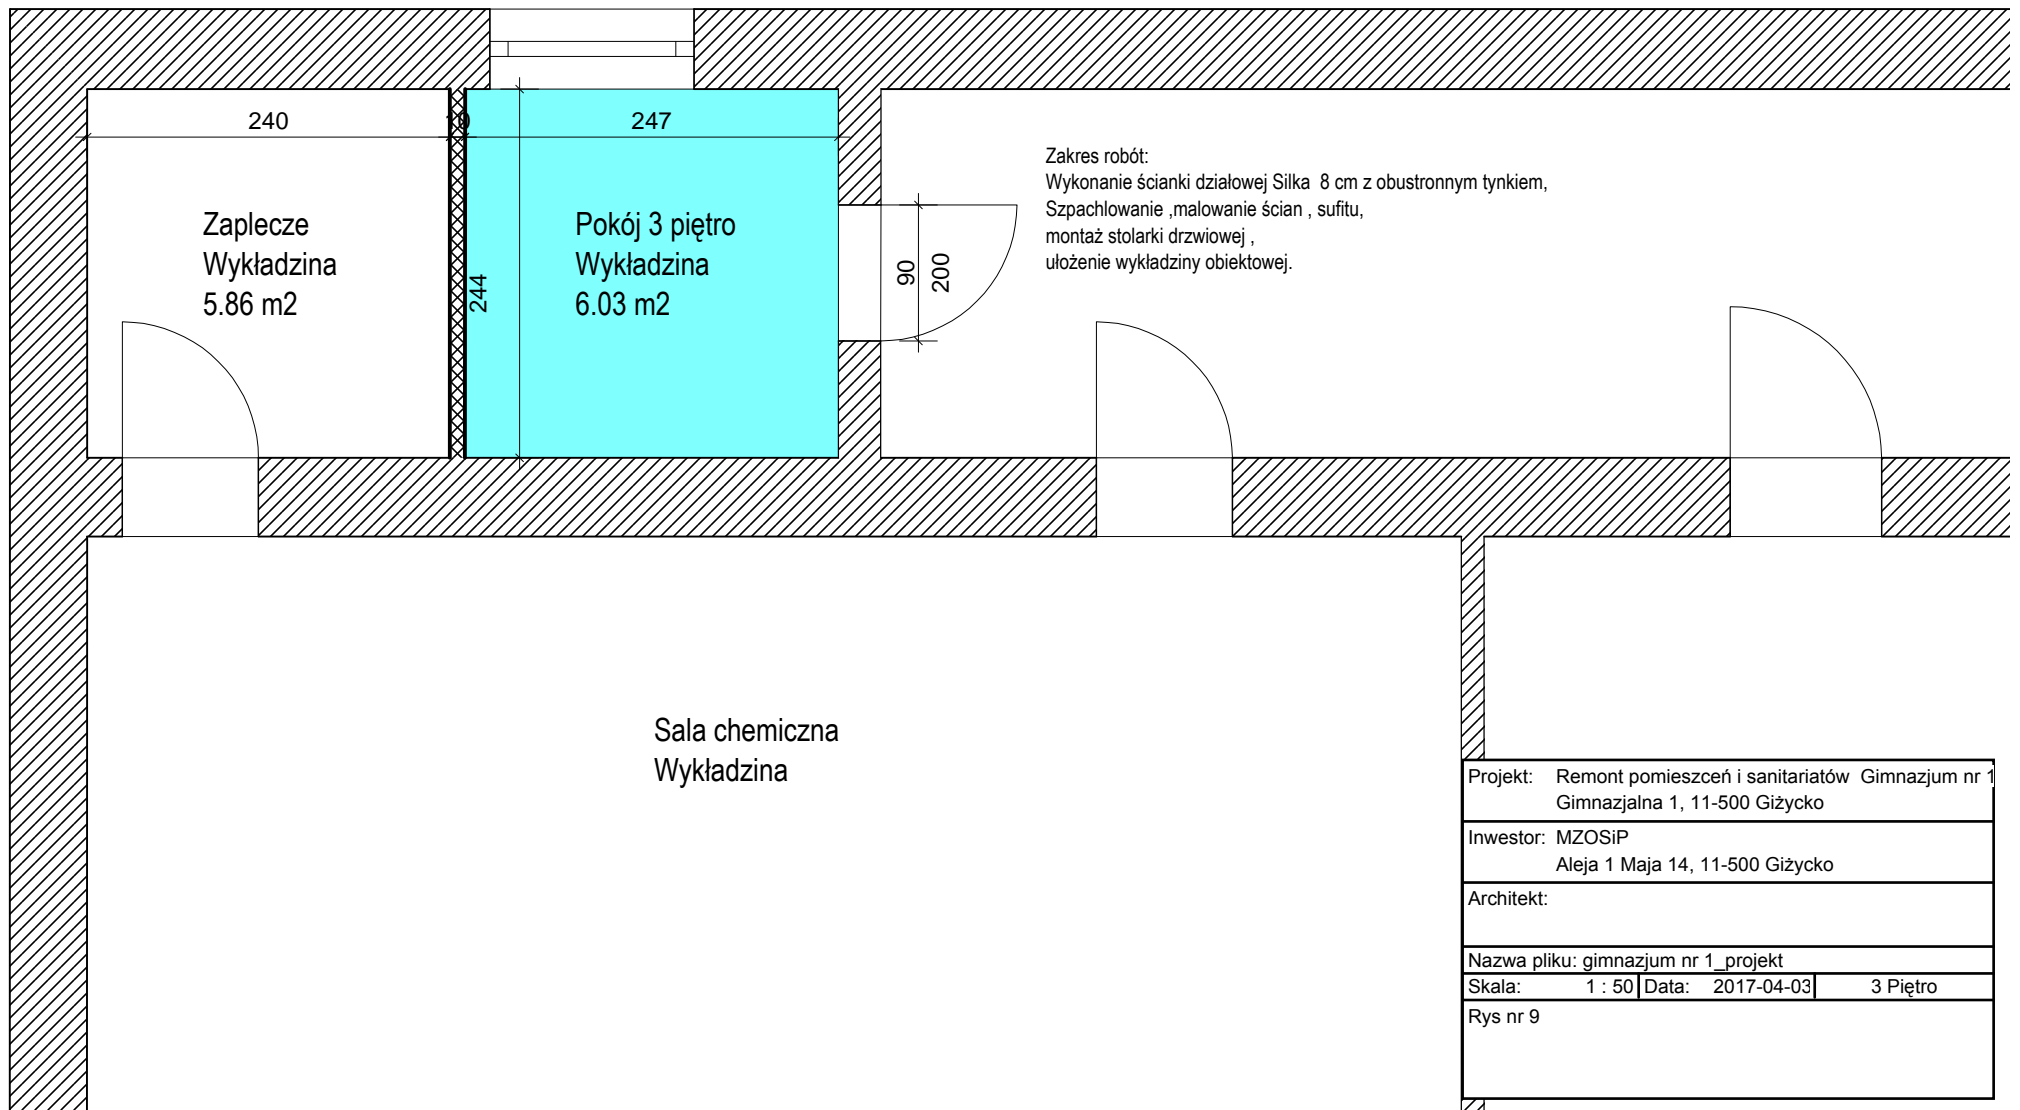 240
10
247
Zaplecze
Wykładzina
5.86 m2
244
Pokój 3 piętro
Wykładzina
6.03 m2
90
200
Zakres robót:
Wykonanie ścianki działowej Silka 8 cm z obustronnym tynkiem,
Szpachlowanie ,malowanie ścian , sufitu,
montaż stolarki drzwiowej ,
ułożenie wykładziny obiektowej.
Sala chemiczna
Wykładzina
Projekt: Remont pomieszceń i sanitariatów Gimnazjum nr 1
Gimnazjalna 1, 11-500 Giżycko
Inwestor: MZOSiP
Aleja 1 Maja 14, 11-500 Giżycko
Architekt:
Nazwa pliku: gimnazjum nr 1_projekt
Skala: 1 : 50 Data: 2017-04-03 3 Piętro
Rys nr 9